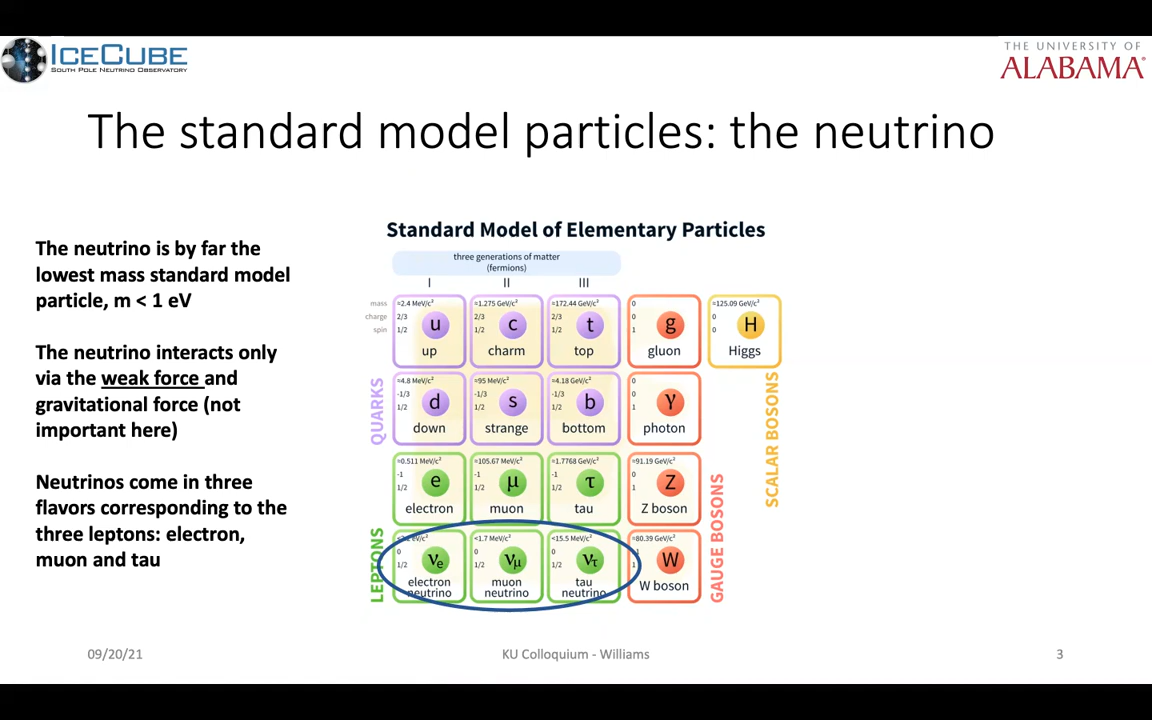 ICECUBE
SOUTH POLE NEUTRINO OBSERVATORY
THE UNIVERSITY OF
ALABAMA
The standard model particles: the neutrino
The neutrino is by far the
lowest mass standard model
particle, m < 1 eV
The neutrino interacts only
via the weak force and
gravitational force (not
important here)
Neutrinos come in three
flavors corresponding to the
three leptons: electron,
muon and tau
Standard Model of Elementary Particles
three generations of matter
(fermions)
I II III
mass ≈2.4 MeV/c² ≈1.275 GeV/c² ≈172.44 GeV/c² 0 ≈125.09 GeV/c²
charge 2/3 2/3 2/3 0 0
spin 1/2 1/2 1/2 1 0
u c t g H
up charm top gluon Higgs
QUARKS
≈4.8 MeV/c² ≈95 MeV/c² ≈4.18 GeV/c² 0
-1/3 -1/3 -1/3 0
1/2 1/2 1/2 1
d s b γ
down strange bottom photon
SCALAR BOSONS
≈0.511 MeV/c² ≈105.67 MeV/c² ≈1.7768 GeV/c² ≈91.19 GeV/c²
-1 -1 -1 0
1/2 1/2 1/2 1
e μ τ Z
electron muon tau Z boson
LEPTONS
eV/c² <1.7 MeV/c² <15.5 MeV/c² ≈80.39 GeV/c²
0 0 0
1/2 1/2 1/2 1
νe νμ ντ W
electron muon tau W boson
neutrino neutrino neutrino
GAUGE BOSONS
09/20/21
KU Colloquium - Williams
3